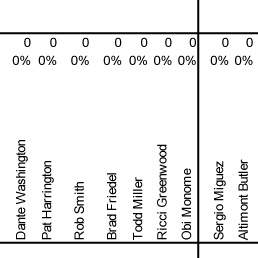 0 0 0 0 0 0 0 0 0
0% 0% 0% 0% 0% 0% 0% 0% 0%
Dante Washington
Pat Harrington
Rob Smith
Brad Friedel
Todd Miller
Ricci Greenwood
Obi Monome
Sergio Miguez
Altimont Butler